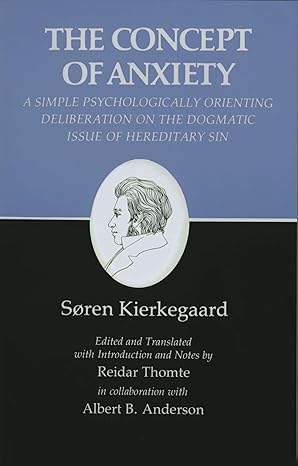 THE CONCEPT
OF ANXIETY
A SIMPLE PSYCHOLOGICALLY ORIENTING
DELIBERATION ON THE DOGMATIC
ISSUE OF HEREDITARY SIN
Søren Kierkegaard
Edited and Translated
with Introduction and Notes by
Reidar Thomte
in collaboration with
Albert B. Anderson